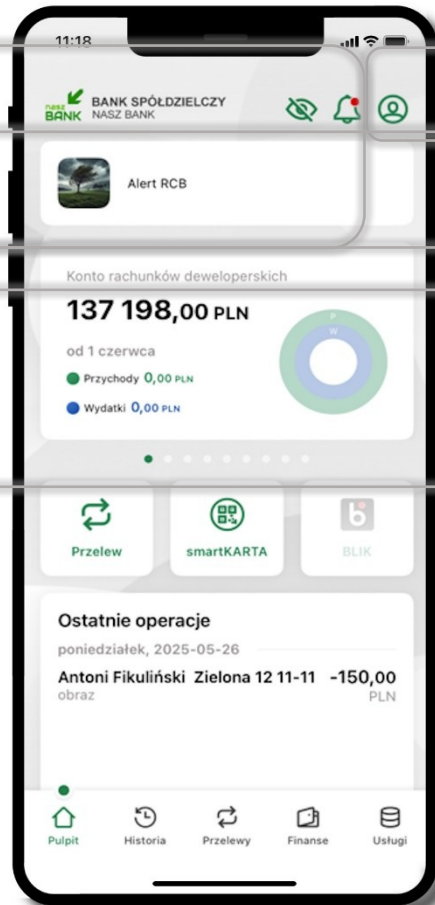 11:18
nasz BANK
BANK SPÓŁDZIELCZY
NASZ BANK
Alert RCB
Konto rachunków deweloperskich
137 198,00 PLN
P
W
od 1 czerwca
Przychody 0,00 PLN
Wydatki 0,00 PLN
Przelew
smartKARTA
BLIK
Ostatnie operacje
poniedziałek, 2025-05-26
Antoni Fikuliński Zielona 12 11-11 -150,00
obraz PLN
Pulpit
Historia
Przelewy
Finanse
Usługi